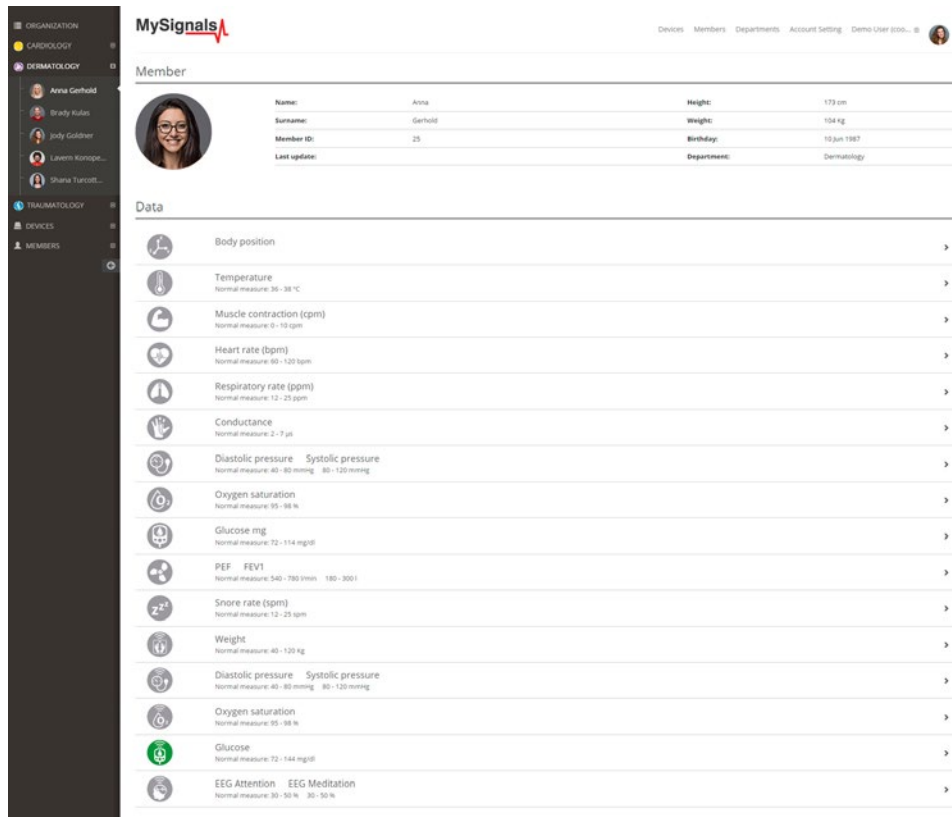 ORGANIZATION
CARDIOLOGY
DERMATOLOGY
Anna Gerhold
Brady Kulas
Jody Goldner
Lavern Konope...
Shana Turcott...
TRAUMATOLOGY
DEVICES
MEMBERS
MySignals
Devices Members Departments Account Setting Demo User (coo...
Member
Name: Anna Height: 173 cm
Surname: Gerhold Weight: 104 Kg
Member ID: 25 Birthday: 10 Jun 1987
Last update: Department: Dermatology
Data
Body position
Temperature
Normal measure: 36 - 38 °C
Muscle contraction (cpm)
Normal measure: 0 - 10 cpm
Heart rate (bpm)
Normal measure: 60 - 120 bpm
Respiratory rate (ppm)
Normal measure: 12 - 25 ppm
Conductance
Normal measure: 2 - 7 µs
Diastolic pressure Systolic pressure
Normal measure: 40 - 80 mmHg 80 - 120 mmHg
Oxygen saturation
Normal measure: 95 - 98 %
Glucose mg
Normal measure: 72 - 114 mg/dl
PEF FEV1
Normal measure: 540 - 780 l/min 180 - 300 l
zzz
Snore rate (spm)
Normal measure: 12 - 25 spm
Weight
Normal measure: 40 - 120 Kg
Diastolic pressure Systolic pressure
Normal measure: 40 - 80 mmHg 80 - 120 mmHg
Oxygen saturation
Normal measure: 95 - 98 %
Glucose
Normal measure: 72 - 144 mg/dl
EEG Attention EEG Meditation
Normal measure: 30 - 50 % 30 - 50 %